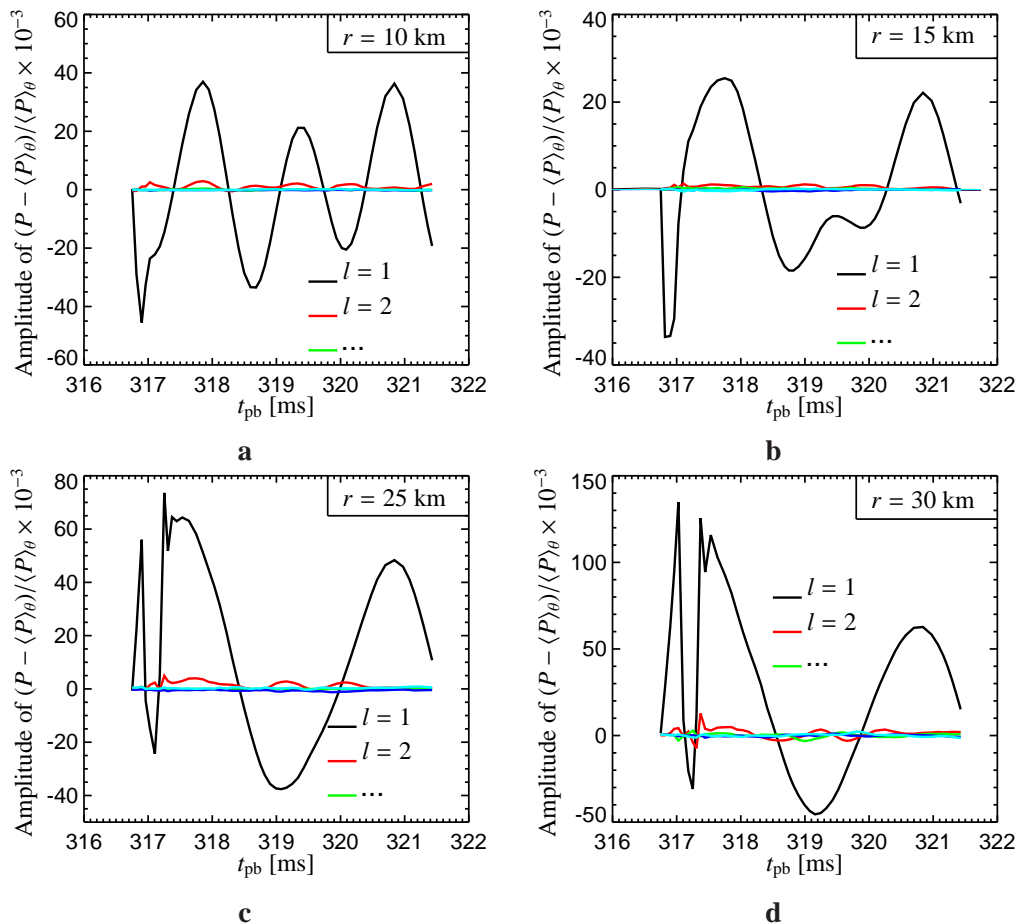 Amplitude of (P − ⟨P⟩θ)/⟨P⟩θ × 10⁻³
60
40
20
0
-20
-40
-60
r = 10 km
l = 1
l = 2
...
316 317 318 319 320 321 322
tpb [ms]
a
Amplitude of (P − ⟨P⟩θ)/⟨P⟩θ × 10⁻³
40
20
0
-20
-40
r = 15 km
l = 1
l = 2
...
316 317 318 319 320 321 322
tpb [ms]
b
Amplitude of (P − ⟨P⟩θ)/⟨P⟩θ × 10⁻³
80
60
40
20
0
-20
-40
r = 25 km
l = 1
l = 2
...
316 317 318 319 320 321 322
tpb [ms]
c
Amplitude of (P − ⟨P⟩θ)/⟨P⟩θ × 10⁻³
150
100
50
0
-50
r = 30 km
l = 1
l = 2
...
316 317 318 319 320 321 322
tpb [ms]
d